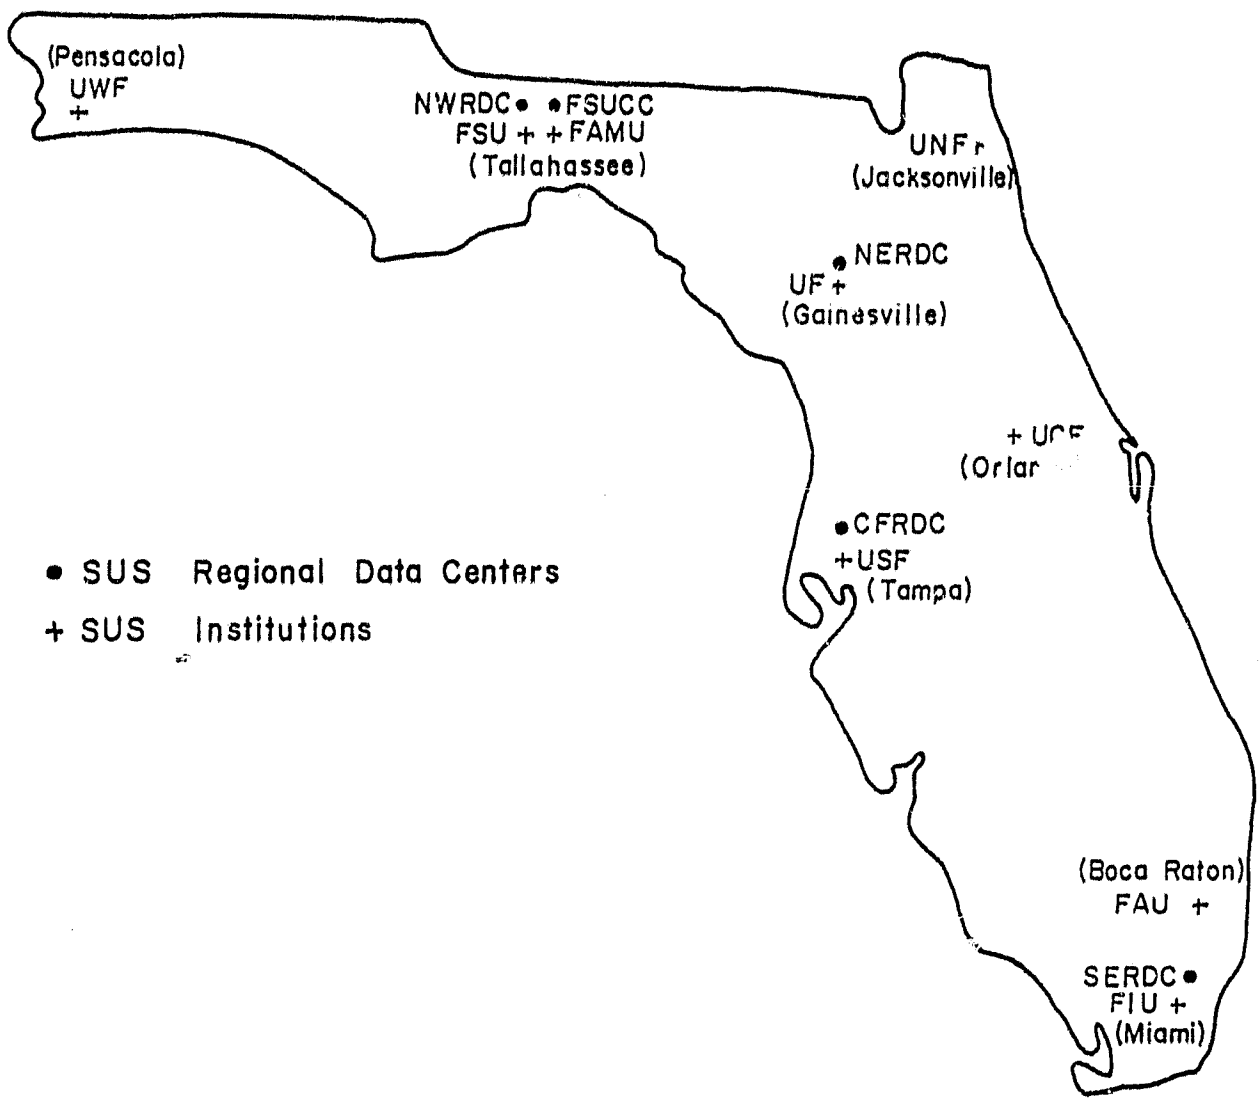 (Pensacola)
UWF
+
NWRDC● ●FSUCC
FSU + + FAMU
(Tallahassee)
UNF
(Jacksonville)
● NERDC
UF +
(Gainesville)
+
● CFRDC
+ USF
(Tampa)
● SUS Regional Data Centers
+ SUS Institutions
(Boca Raton)
FAU +
SERDC ●
FIU +
(Miami)